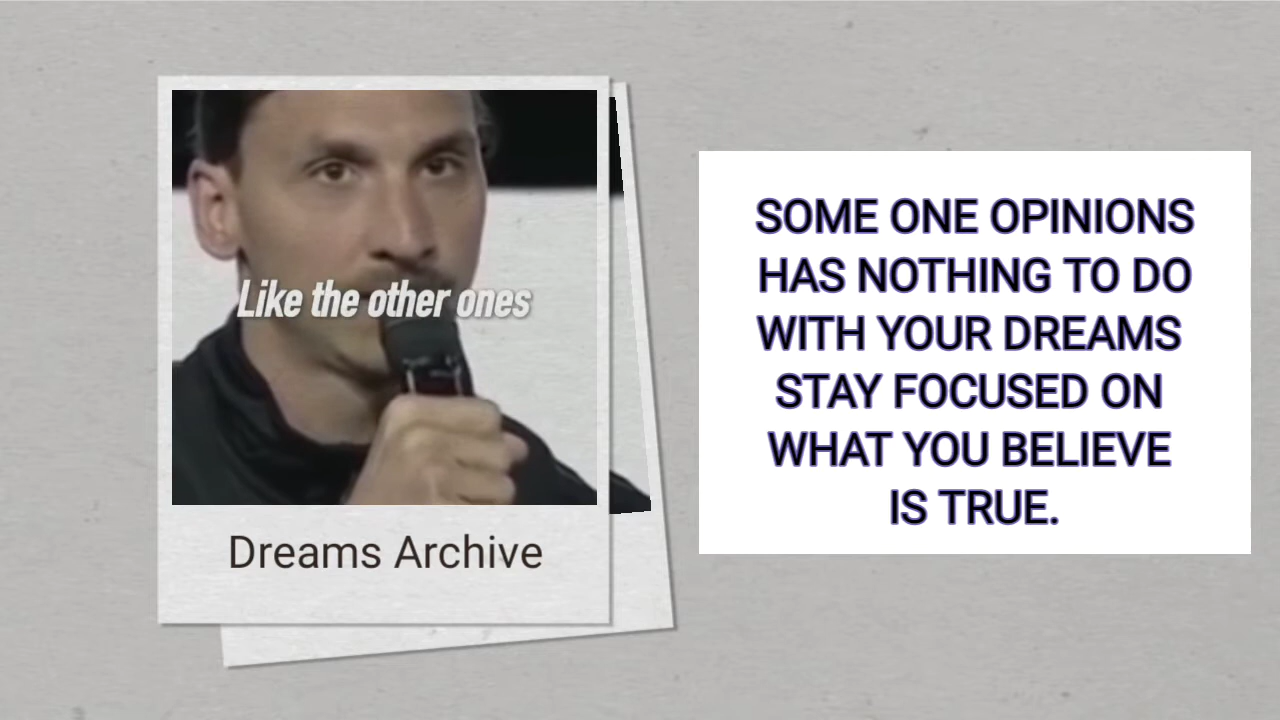 Like the other ones
Dreams Archive
SOME ONE OPINIONS
HAS NOTHING TO DO
WITH YOUR DREAMS
STAY FOCUSED ON
WHAT YOU BELIEVE
IS TRUE.